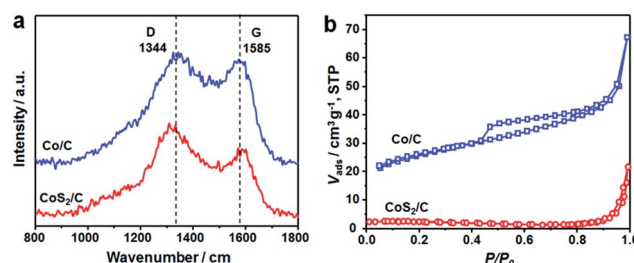 a
D
1344
G
1585
Co/C
CoS₂/C
Intensity / a.u.
800 1000 1200 1400 1600 1800
Wavenumber / cm
b
70
60
50
40
30
20
10
0
Co/C
CoS₂/C
V_ads / cm³ g⁻¹, STP
0.0 0.2 0.4 0.6 0.8 1.0
P/P₀